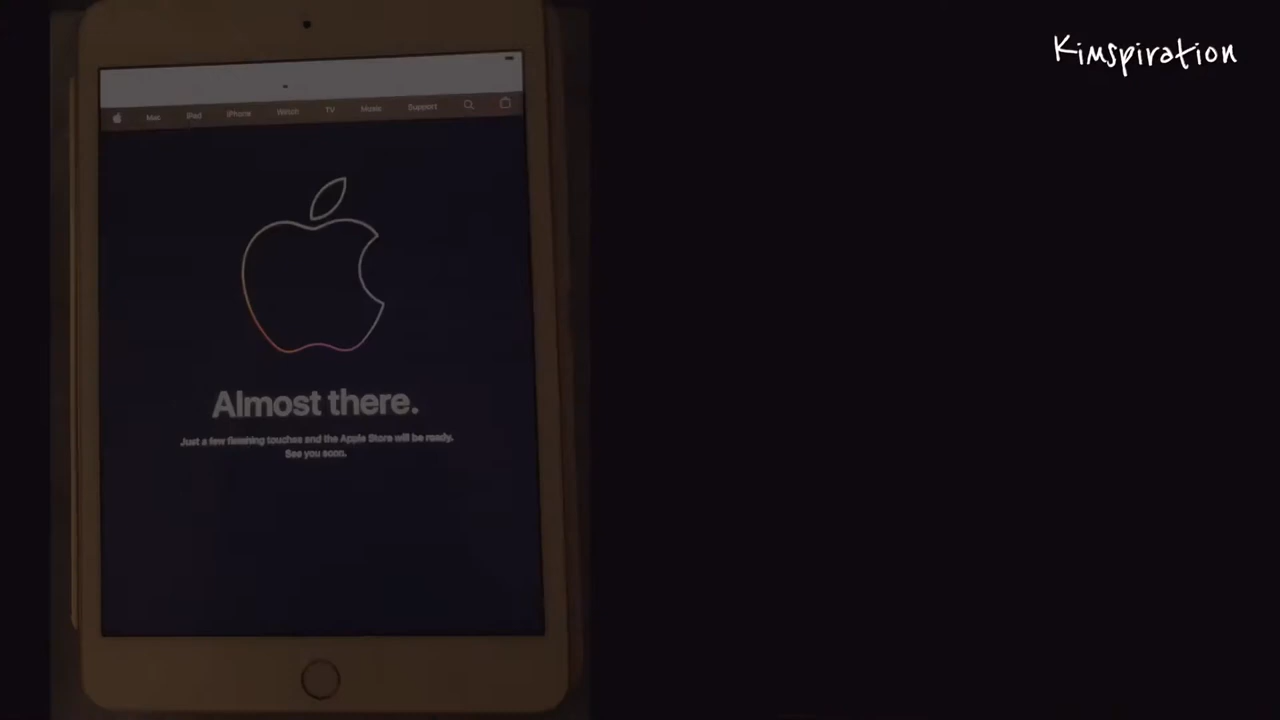 Kimspiration
Mac iPad iPhone Watch TV Music Support
Almost there.
Just a few finishing touches and the Apple Store will be ready.
See you soon.